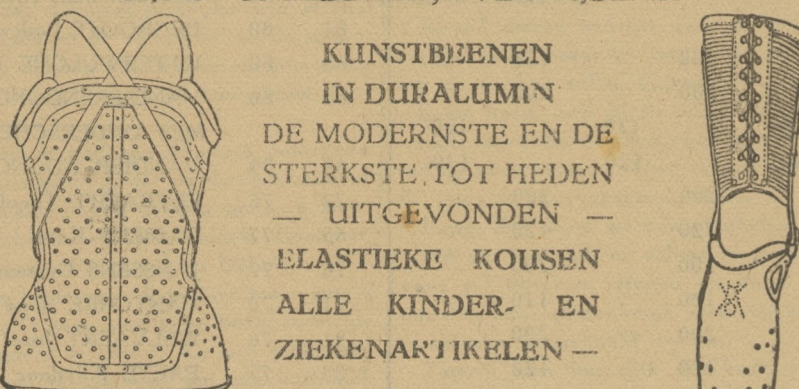 KUNSTBEENEN
IN DURALUMIN
DE MODERNSTE EN DE
STERKSTE TOT HEDEN
— UITGEVONDEN —
ELASTIEKE KOUSEN
ALLE KINDER- EN
ZIEKENARTIKELEN —